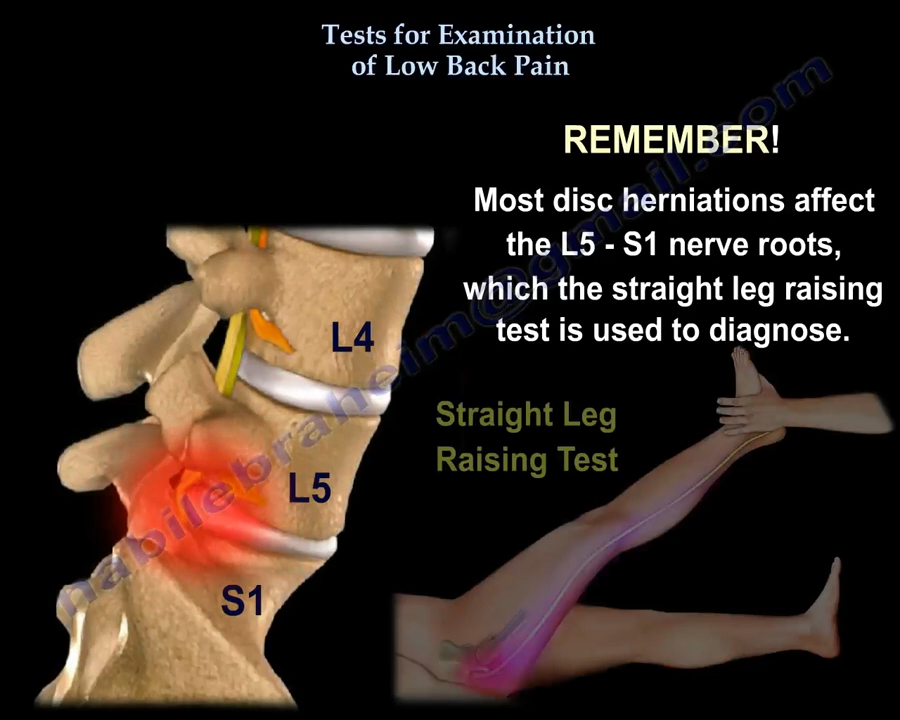 Tests for Examination
of Low Back Pain
REMEMBER!
Most disc herniations affect
the L5 - S1 nerve roots,
which the straight leg raising
test is used to diagnose.
L4
Straight Leg
Raising Test
L5
S1
nabilebraheim@gmail.com